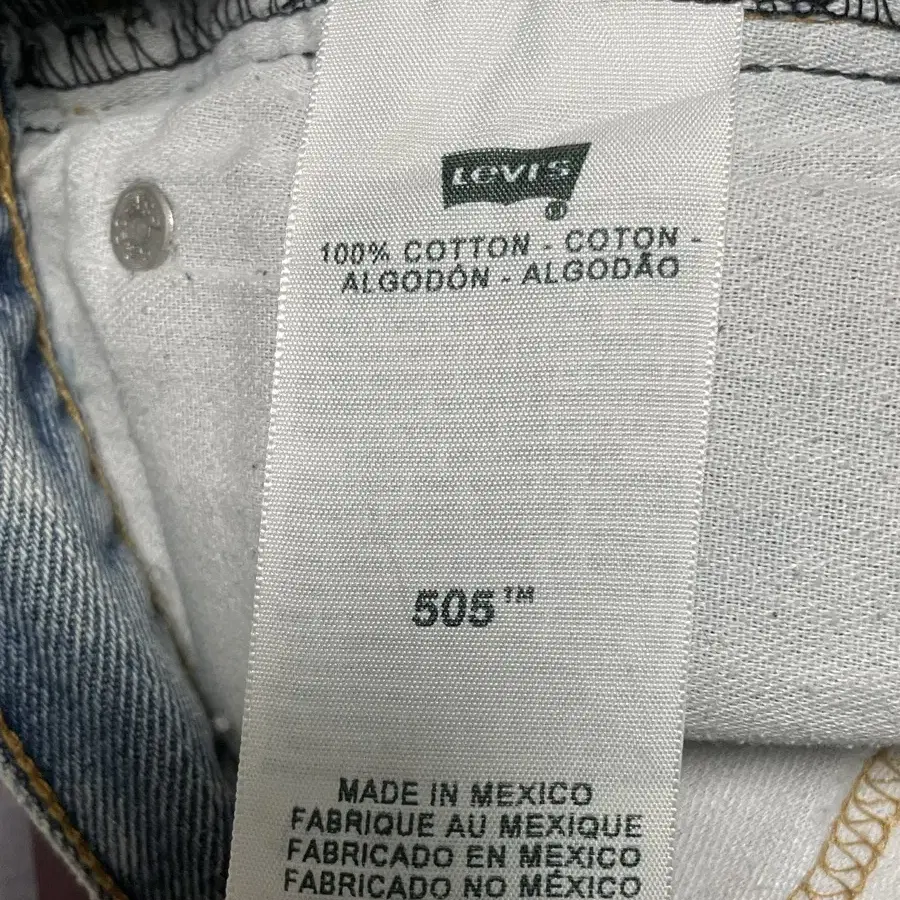 LEVI'S
®
100% COTTON - COTON -
ALGODÓN - ALGODÃO
505™
MADE IN MEXICO
FABRIQUE AU MEXIQUE
FABRICADO EN MEXICO
FABRICADO NO MÉXICO